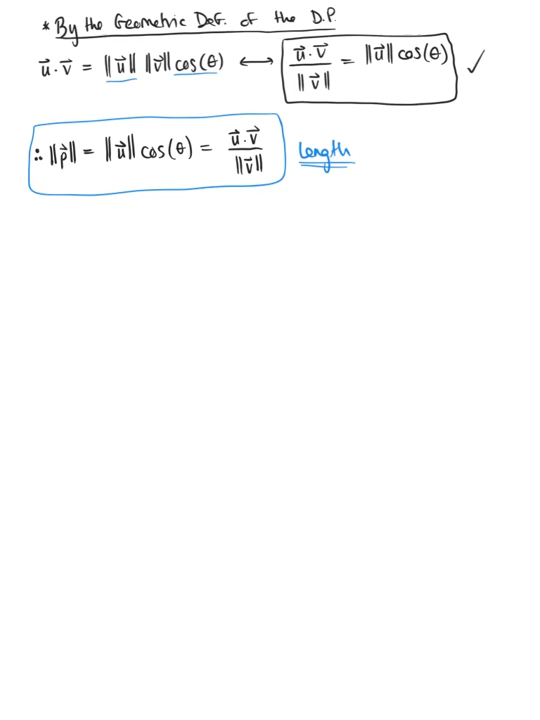 * By the Geometric Def. of the D.P.
u⃗·v⃗ = ||u⃗|| ||v⃗|| cos(θ) ⟷ u⃗·v⃗ / ||v⃗|| = ||u⃗|| cos(θ) ✓
∴ ||p⃗|| = ||u⃗|| cos(θ) = u⃗·v⃗ / ||v⃗|| Length